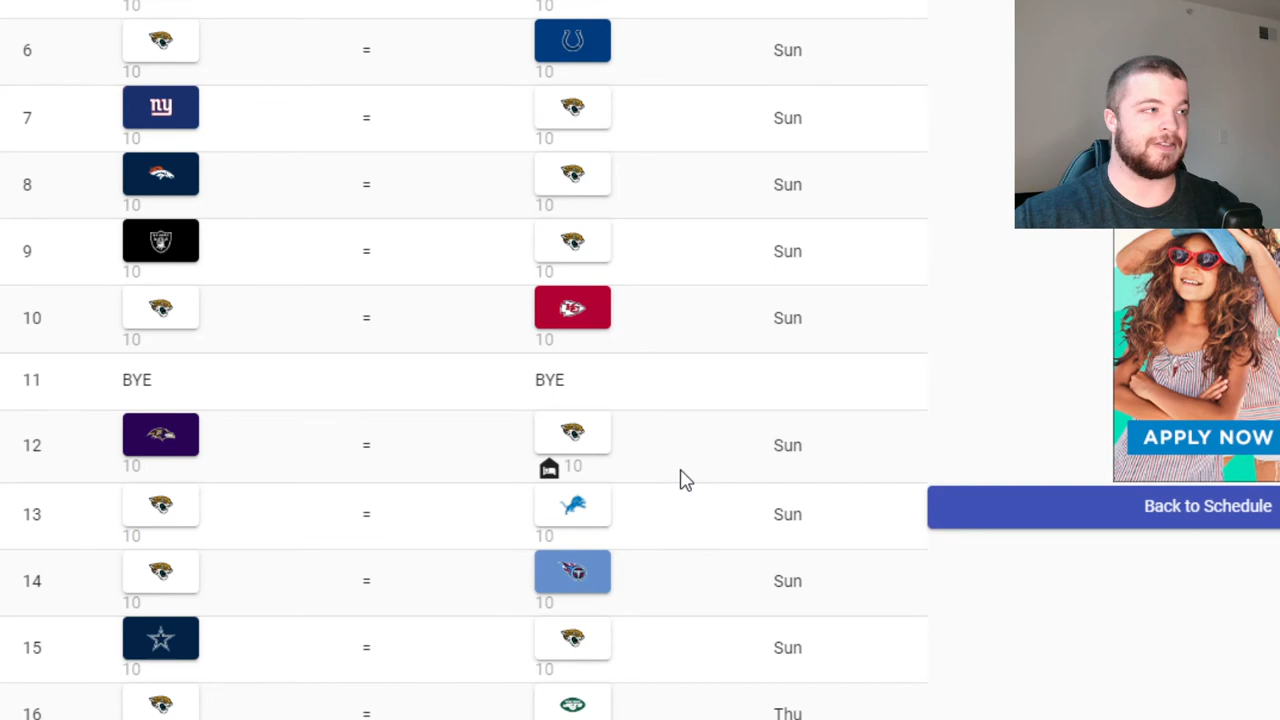 10 10
6 = Sun
10 10
7 ny = Sun
10 10
8 = Sun
10 10
9 = Sun
10 10
10 = Sun
10 10
11 BYE BYE
12 = Sun
10 10
13 = Sun
10 10
14 = Sun
10 10
15 = Sun
10 10
16 = Thu
APPLY NOW
Back to Schedule